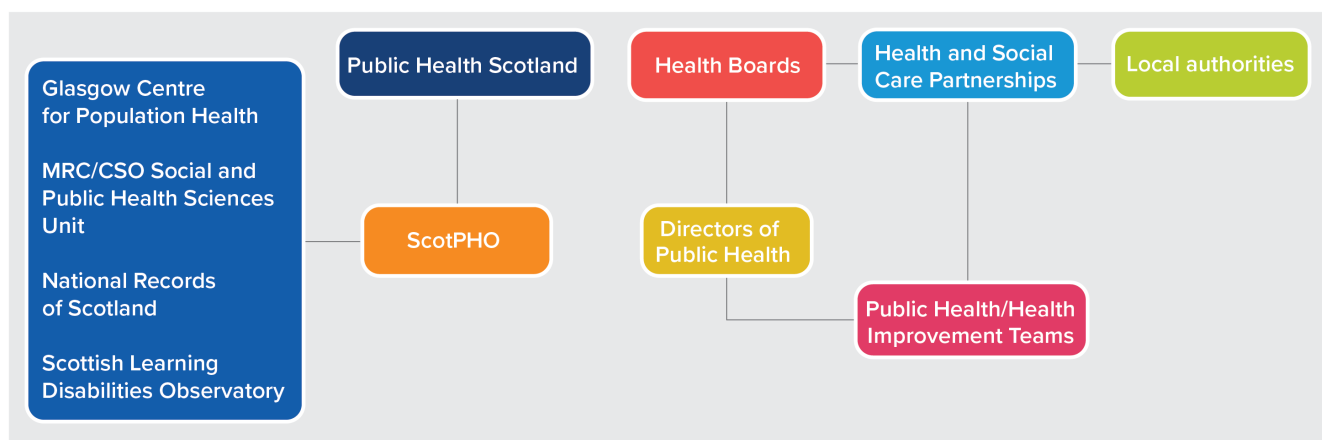 Glasgow Centre
for Population Health
MRC/CSO Social and
Public Health Sciences
Unit
National Records
of Scotland
Scottish Learning
Disabilities Observatory
Public Health Scotland
ScotPHO
Health Boards
Health and Social
Care Partnerships
Local authorities
Directors of
Public Health
Public Health/Health
Improvement Teams